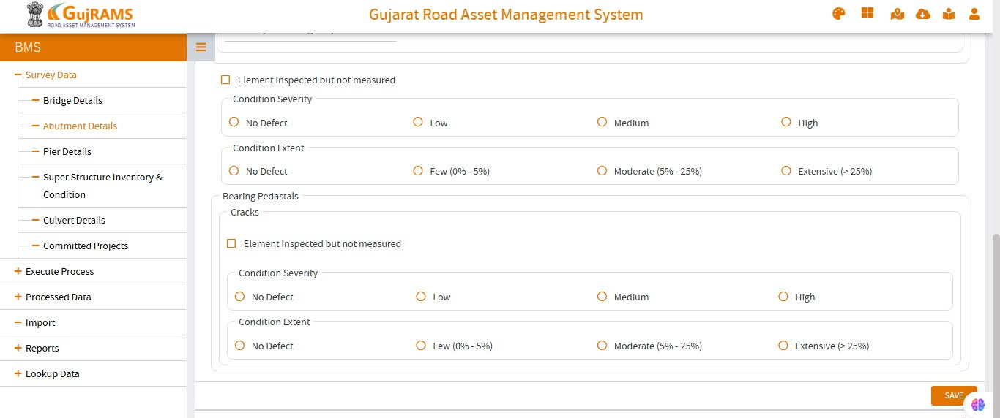 GUJRAMS
ROAD ASSET MANAGEMENT SYSTEM
Gujarat Road Asset Management System
BMS
Survey Data
Bridge Details
Abutment Details
Pier Details
Super Structure Inventory &
Condition
Culvert Details
Committed Projects
Execute Process
Processed Data
Import
Reports
Lookup Data
Element Inspected but not measured
Condition Severity
No Defect Low Medium High
Condition Extent
No Defect Few (0% - 5%) Moderate (5% - 25%) Extensive (> 25%)
Bearing Pedastals
Cracks
Element Inspected but not measured
Condition Severity
No Defect Low Medium High
Condition Extent
No Defect Few (0% - 5%) Moderate (5% - 25%) Extensive (> 25%)
SAVE